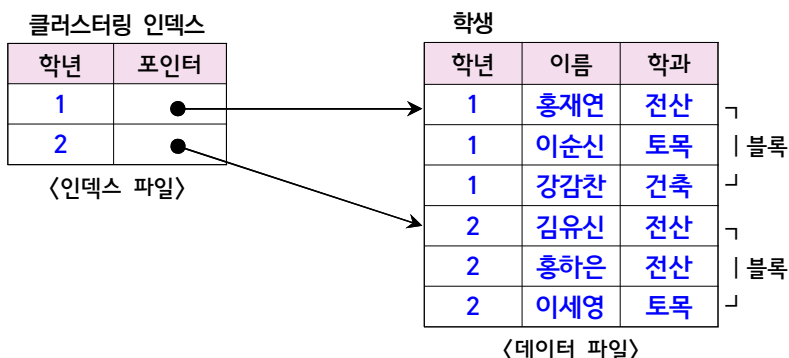 클러스터링 인덱스
학년 포인터
1
2
〈인덱스 파일〉
학생
학년 이름 학과
1 홍재연 전산
1 이순신 토목
1 강감찬 건축
2 김유신 전산
2 홍하은 전산
2 이세영 토목
블록
블록
〈데이터 파일〉